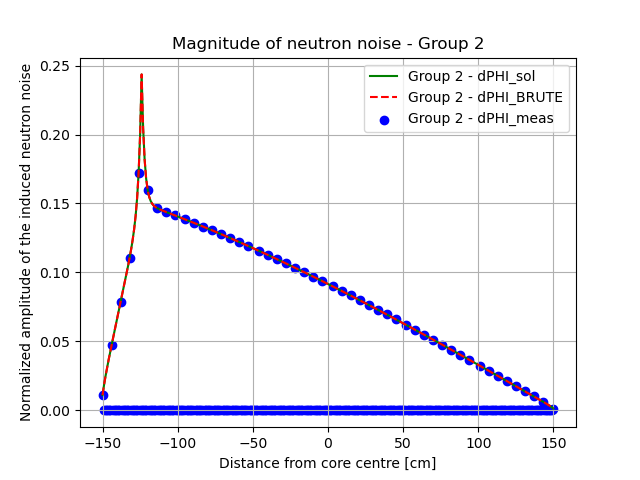 Magnitude of neutron noise - Group 2
Normalized amplitude of the induced neutron noise
0.25
0.20
0.15
0.10
0.05
0.00
Group 2 - dPHI_sol
Group 2 - dPHI_BRUTE
Group 2 - dPHI_meas
−150 −100 −50 0 50 100 150
Distance from core centre [cm]